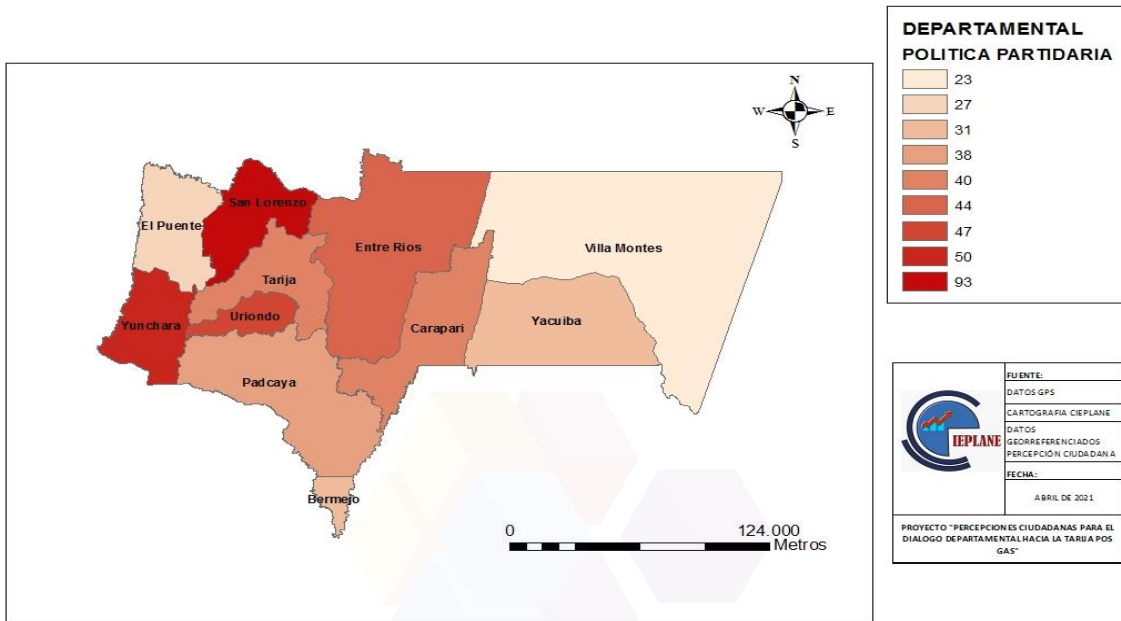 DEPARTAMENTAL
POLITICA PARTIDARIA
23
27
31
38
40
44
47
50
93
N
W E
S
San Lorenzo
El Puente
Entre Rios
Villa Montes
Tarija
Yunchara
Uriondo
Carapari
Yacuiba
Padcaya
Bermejo
0 124.000
Metros
CIEPLANE
FUENTE:
DATOS GPS
CARTOGRAFIA CIEPLANE
DATOS
GEORREFERENCIADOS
PERCEPCIÓN CIUDADANA
FECHA:
ABRIL DE 2021
PROYECTO "PERCEPCIONES CIUDADANAS PARA EL
DIALOGO DEPARTAMENTAL HACIA LA TARIJA POS
GAS"